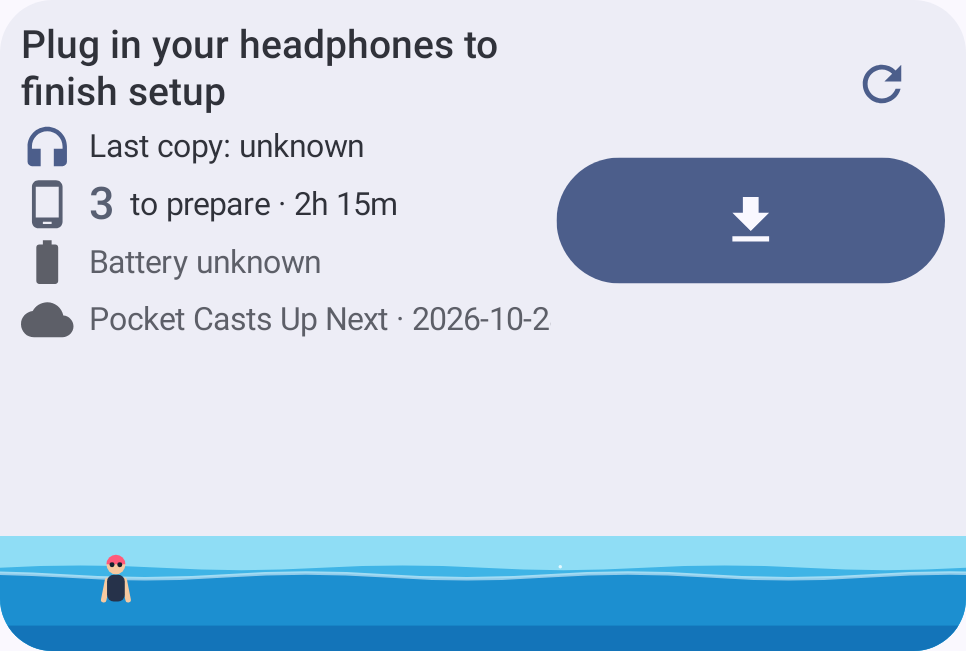 Plug in your headphones to
finish setup
Last copy: unknown
3 to prepare · 2h 15m
Battery unknown
Pocket Casts Up Next · 2026-10-2